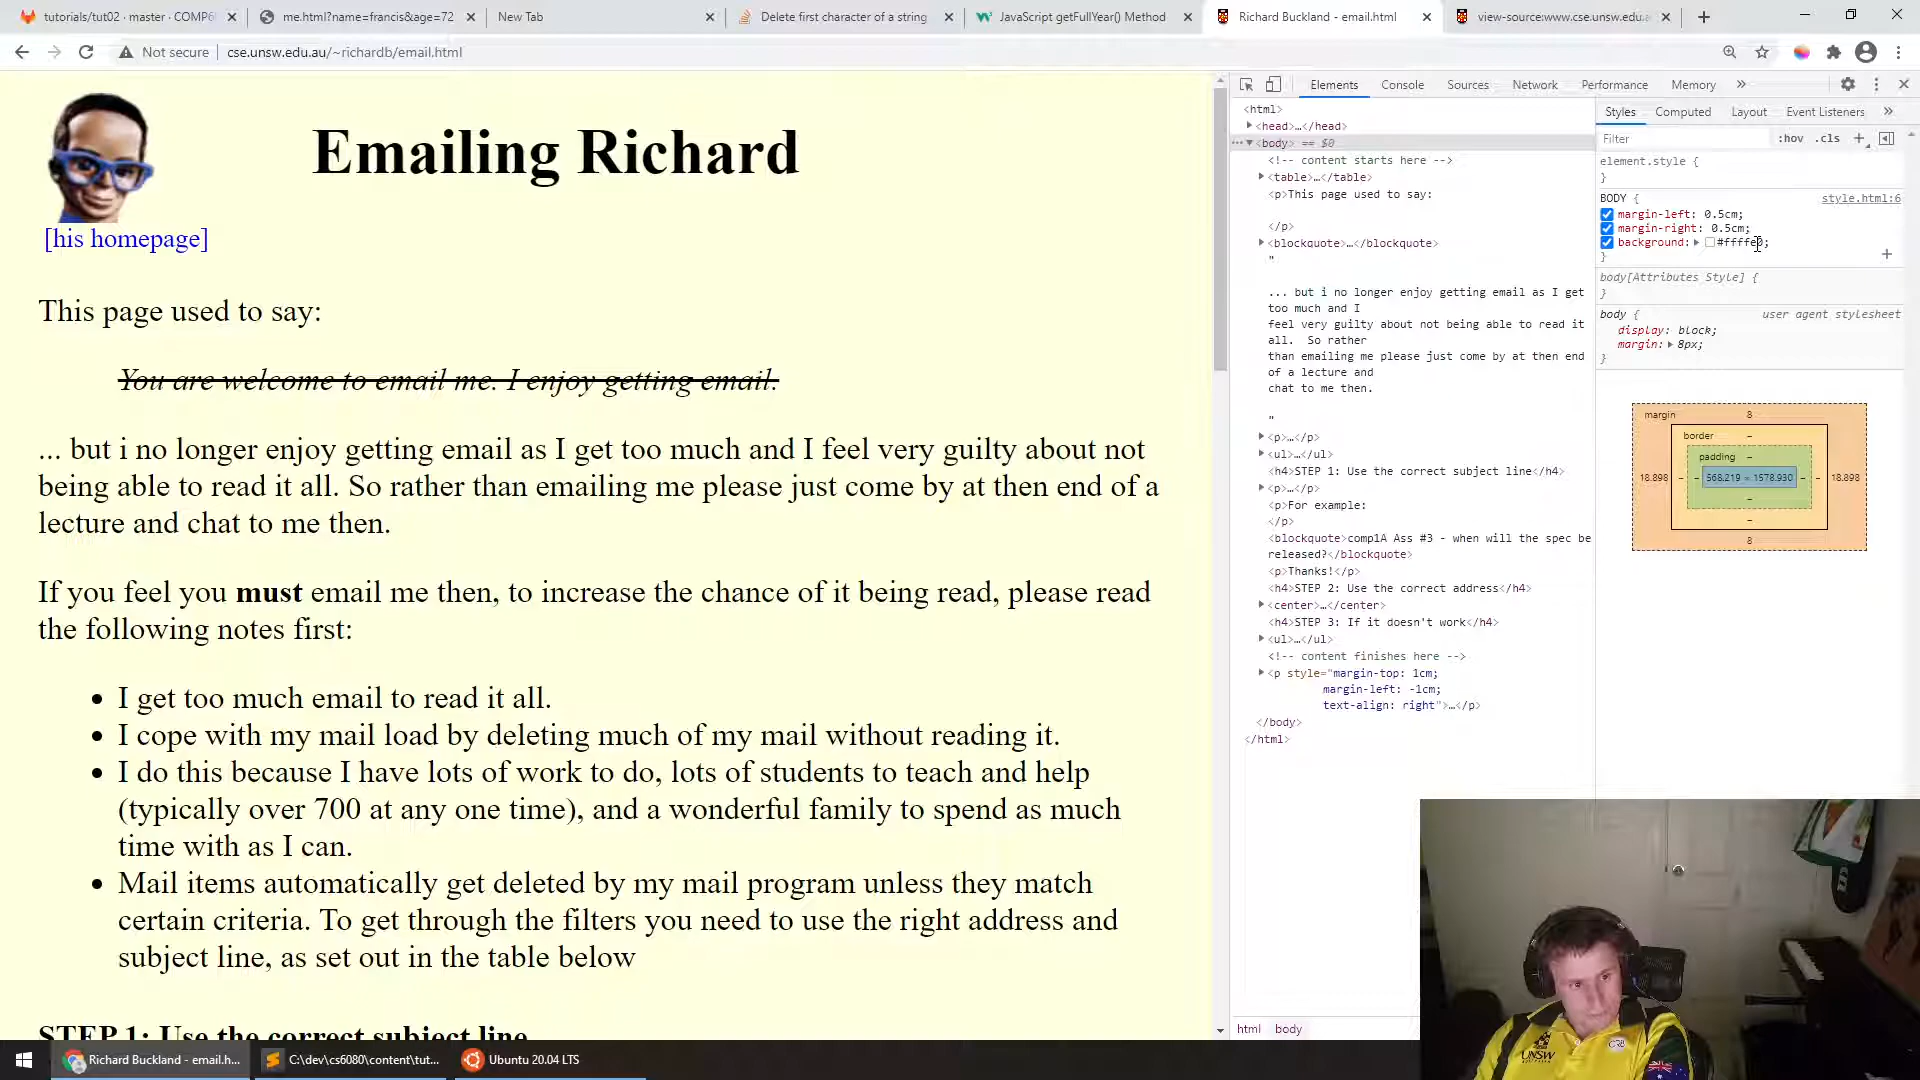 tutorials/tut02 · master · COMP6
me.html?name=francis&age=72
New Tab
Delete first character of a string
JavaScript getFullYear() Method
Richard Buckland - email.html
view-source:www.cse.unsw.edu.a
Not secure
cse.unsw.edu.au/~richardb/email.html
Emailing Richard
[his homepage]
This page used to say:
You are welcome to email me. I enjoy getting email.
... but i no longer enjoy getting email as I get too much and I feel very guilty about not
being able to read it all. So rather than emailing me please just come by at then end of a
lecture and chat to me then.
If you feel you must email me then, to increase the chance of it being read, please read
the following notes first:
• I get too much email to read it all.
• I cope with my mail load by deleting much of my mail without reading it.
• I do this because I have lots of work to do, lots of students to teach and help
(typically over 700 at any one time), and a wonderful family to spend as much
time with as I can.
• Mail items automatically get deleted by my mail program unless they match
certain criteria. To get through the filters you need to use the right address and
subject line, as set out in the table below
STEP 1: Use the correct subject line
Elements
Console
Sources
Network
Performance
Memory
<html>
<head>…</head>
<body> == $0
<!-- content starts here -->
<table>…</table>
<p>This page used to say:
</p>
<blockquote>…</blockquote>
"
... but i no longer enjoy getting email as I get
too much and I
feel very guilty about not being able to read it
all.  So rather
than emailing me please just come by at then end
of a lecture and
chat to me then.
"
<p>…</p>
<ul>…</ul>
<h4>STEP 1: Use the correct subject line</h4>
<p>…</p>
<p>For example:
</p>
<blockquote>comp1A Ass #3 - when will the spec be
released?</blockquote>
<p>Thanks!</p>
<h4>STEP 2: Use the correct address</h4>
<center>…</center>
<h4>STEP 3: If it doesn't work</h4>
<ul>…</ul>
<!-- content finishes here -->
<p style="margin-top: 1cm;
margin-left: -1cm;
text-align: right">…</p>
</body>
</html>
html
body
Styles
Computed
Layout
Event Listeners
Filter
:hov
.cls
element.style {
}
BODY {
style.html:6
margin-left: 0.5cm;
margin-right: 0.5cm;
background: #ffffe0;
}
body[Attributes Style] {
}
body {
user agent stylesheet
display: block;
margin: 8px;
}
margin
8
border
–
padding
–
18.898
–
–
568.219 × 1578.930
–
–
18.898
–
–
8
UNSW
Richard Buckland - email.h...
C:\dev\cs6080\content\tut...
Ubuntu 20.04 LTS